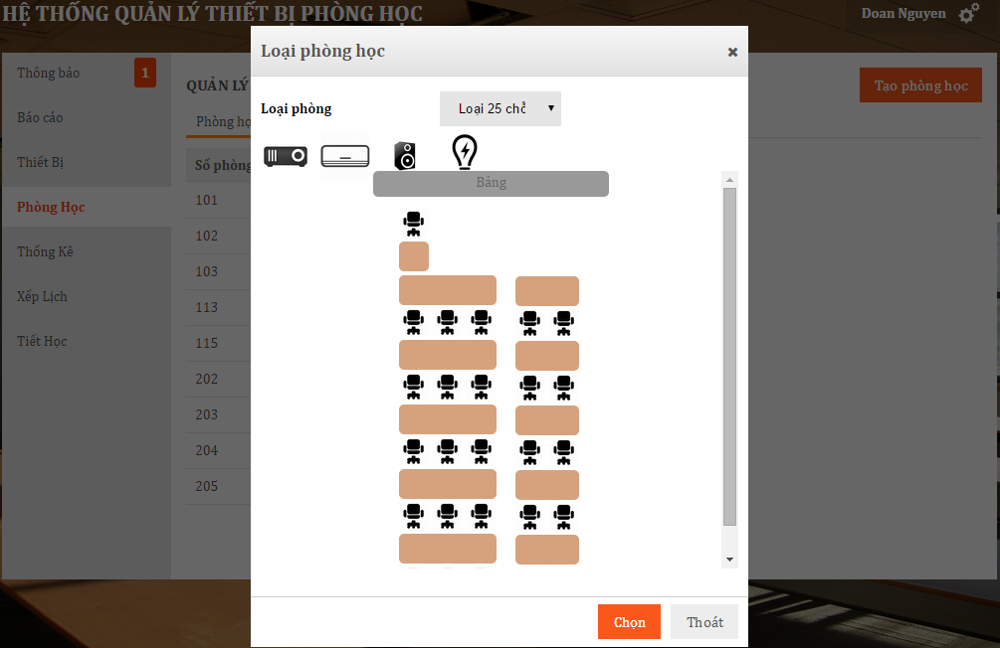 HỆ THỐNG QUẢN LÝ THIẾT BỊ PHÒNG HỌC
Doan Nguyen
Thông báo
1
Báo cáo
Thiết Bị
Phòng Học
Thống Kê
Xếp Lịch
Tiết Học
QUẢN LÝ
Tạo phòng học
Phòng họ
Số phòng
101
102
103
113
115
202
203
204
205
Loại phòng học
Loại phòng
Loại 25 chỗ
Bảng
Chọn
Thoát